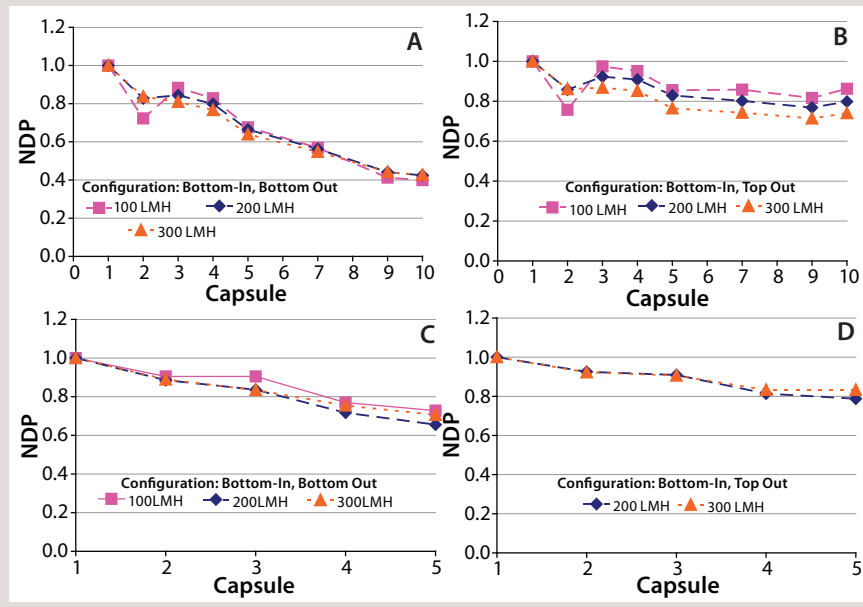 A
1.2
1.0
0.8
0.6
0.4
0.2
0.0
NDP
Configuration: Bottom-In, Bottom Out
100 LMH 200 LMH
300 LMH
0 1 2 3 4 5 6 7 8 9 10
Capsule
B
1.2
1.0
0.8
0.6
0.4
0.2
0.0
NDP
Configuration: Bottom-In, Top Out
100 LMH 200 LMH 300 LMH
0 1 2 3 4 5 6 7 8 9 10
Capsule
C
1.2
1.0
0.8
0.6
0.4
0.2
0.0
NDP
Configuration: Bottom-In, Bottom Out
100LMH 200LMH 300LMH
1 2 3 4 5
Capsule
D
1.2
1.0
0.8
0.6
0.4
0.2
0.0
NDP
Configuration: Bottom-In, Top Out
200 LMH 300 LMH
1 2 3 4 5
Capsule